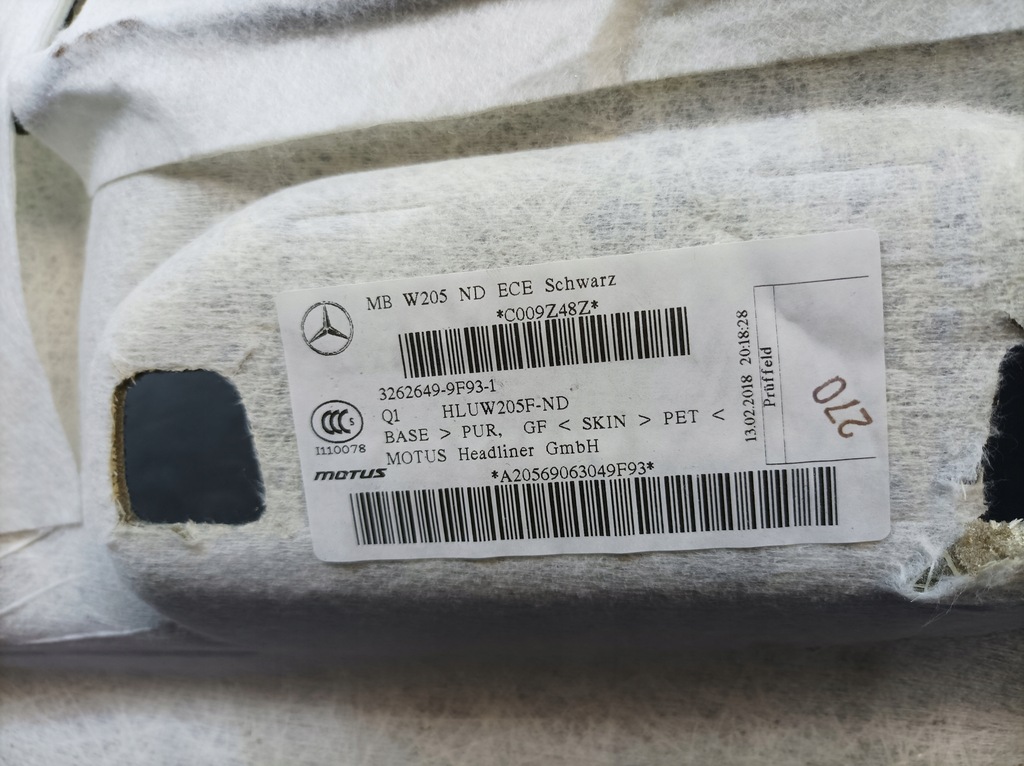 MB W205 ND ECE Schwarz
*C009Z48Z*
3262649-9F93-1
Q1 HLUW205F-ND
BASE > PUR, GF < SKIN > PET <
MOTUS Headliner GmbH
*A20569063049F93*
CCC S
I110078
MOTUS
13.02.2018 20:18:28
Prüffeld
270